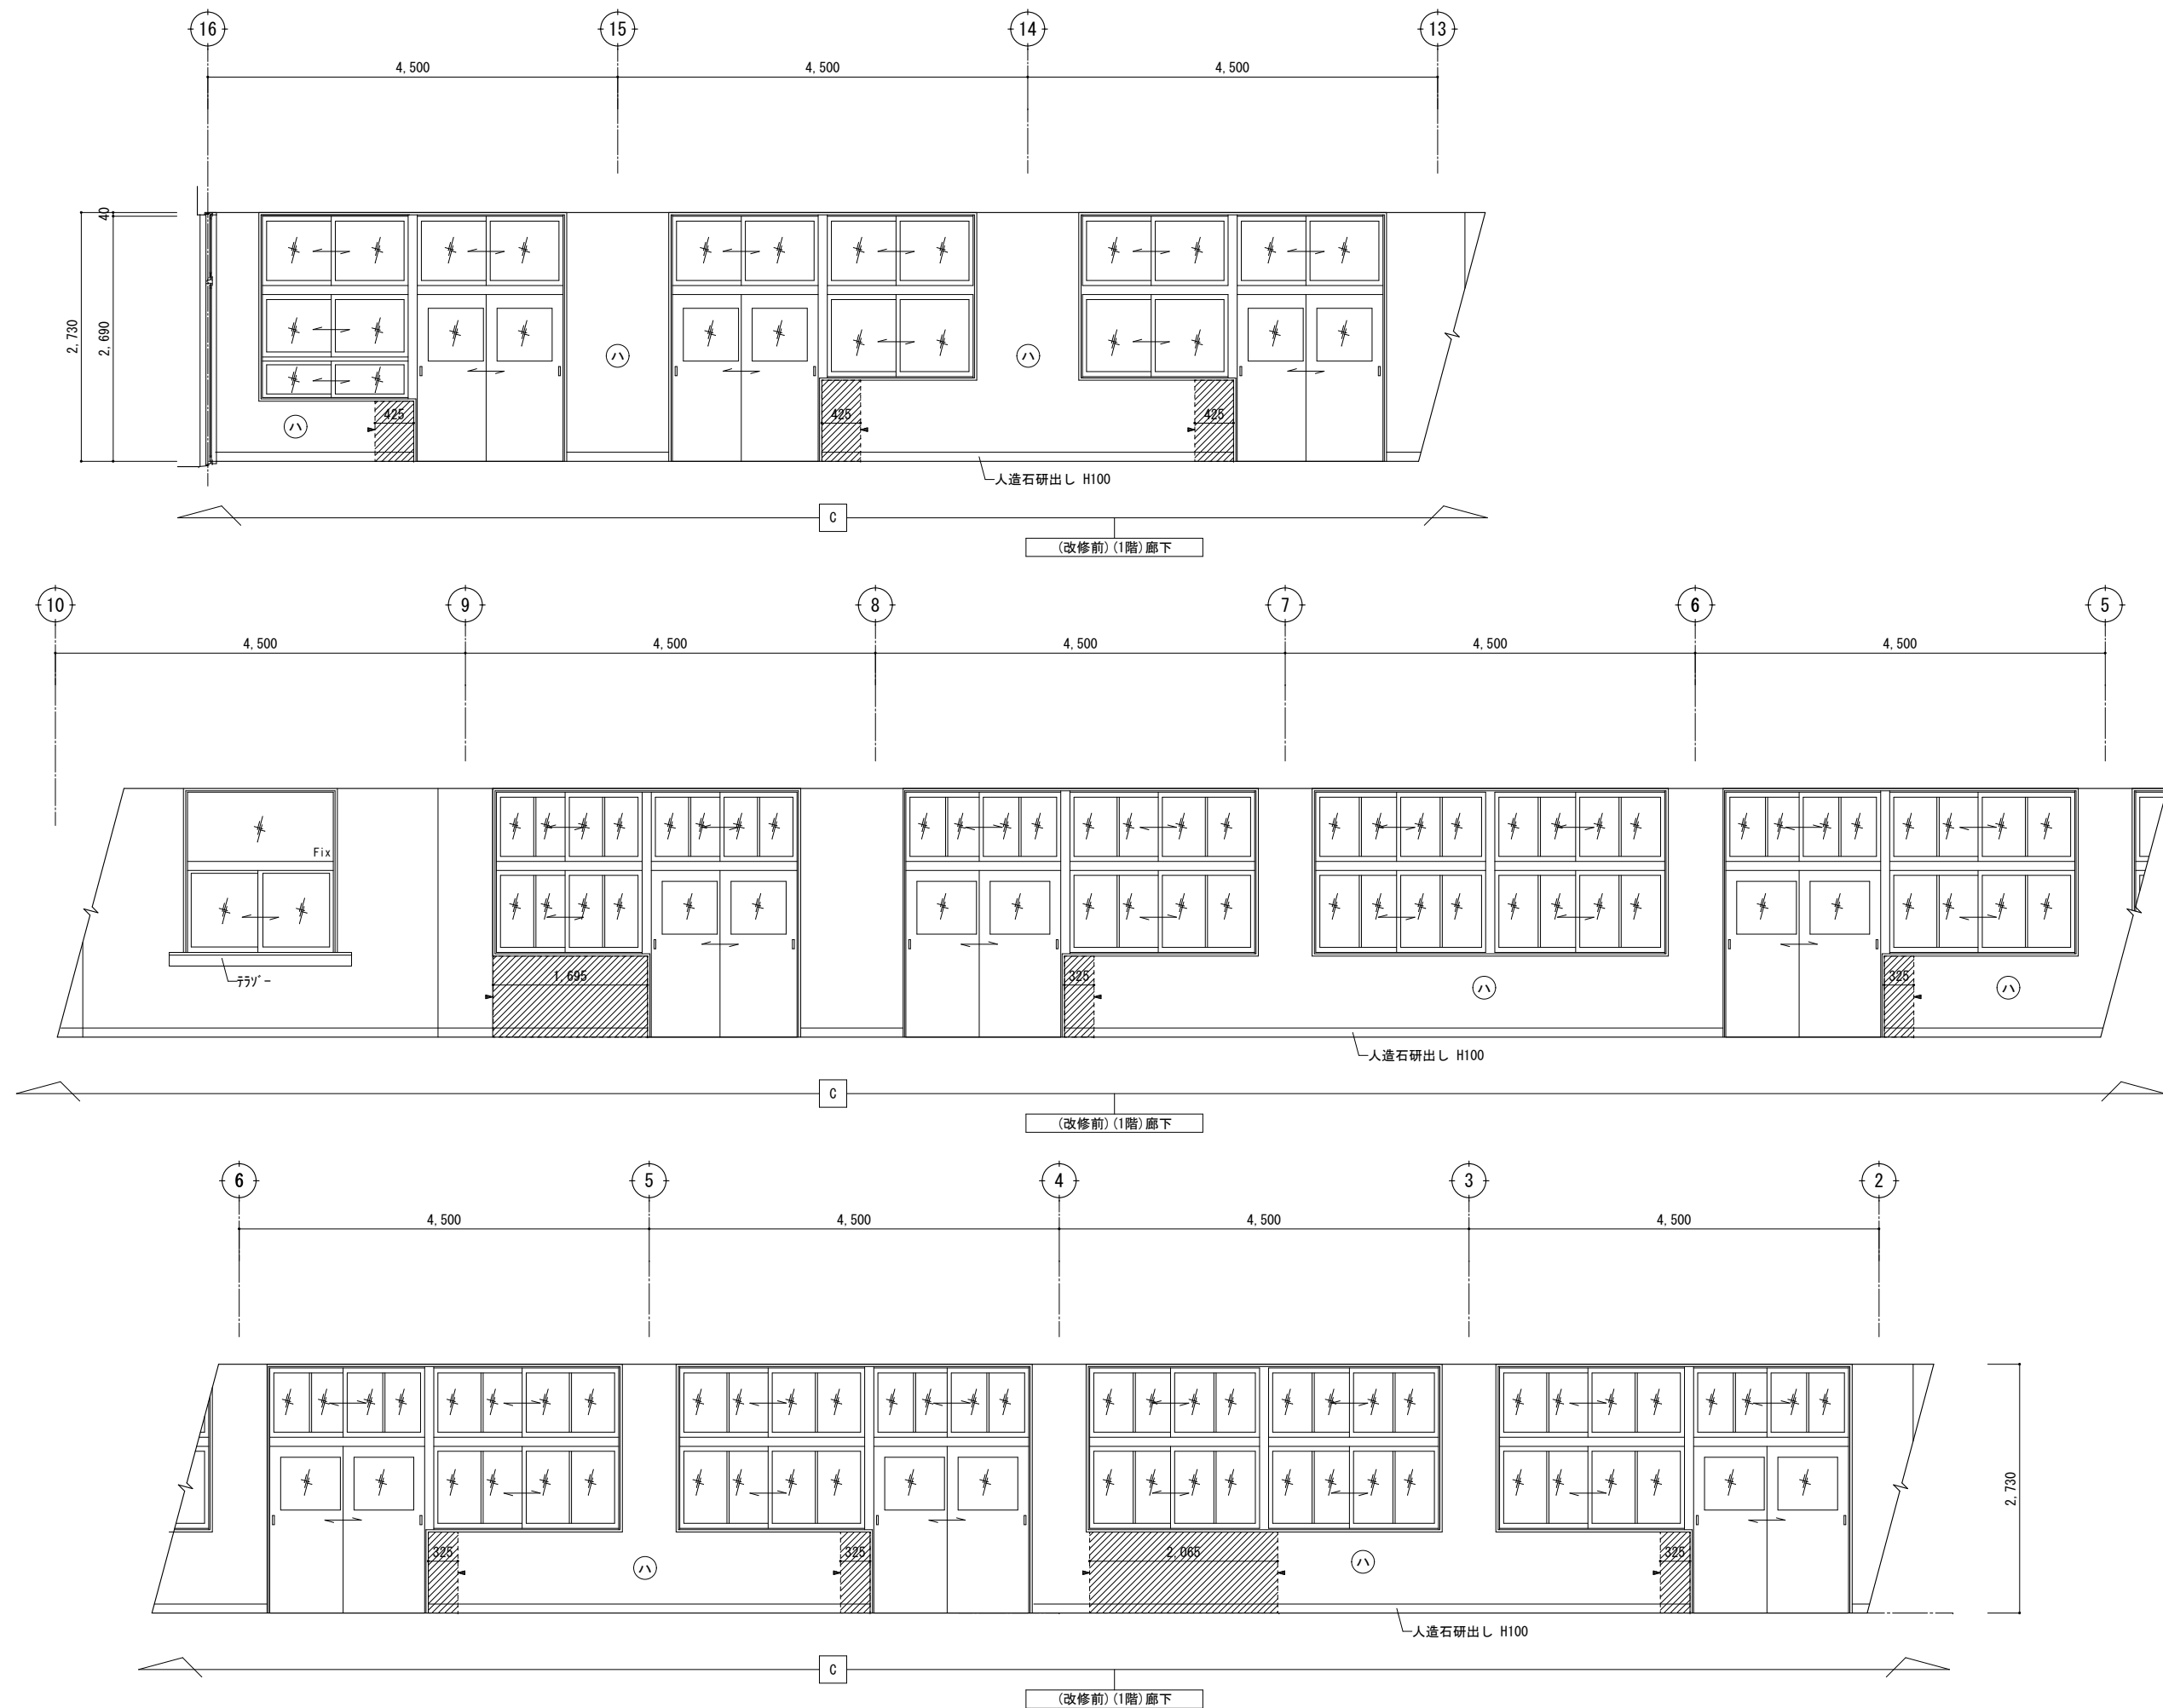 16 15 14 13
4,500 4,500 4,500
40
2,730
2,690
ハ ハ
425 425 425
ハ
人造石研出し H100
C
(改修前)(1階)廊下
10 9 8 7 6 5
4,500 4,500 4,500 4,500 4,500
Fix
1,695 325 325
テラゾー ハ ハ
人造石研出し H100
C
(改修前)(1階)廊下
6 5 4 3 2
4,500 4,500 4,500 4,500
2,730
325 325 2,065 325
ハ ハ
人造石研出し H100
C
(改修前)(1階)廊下